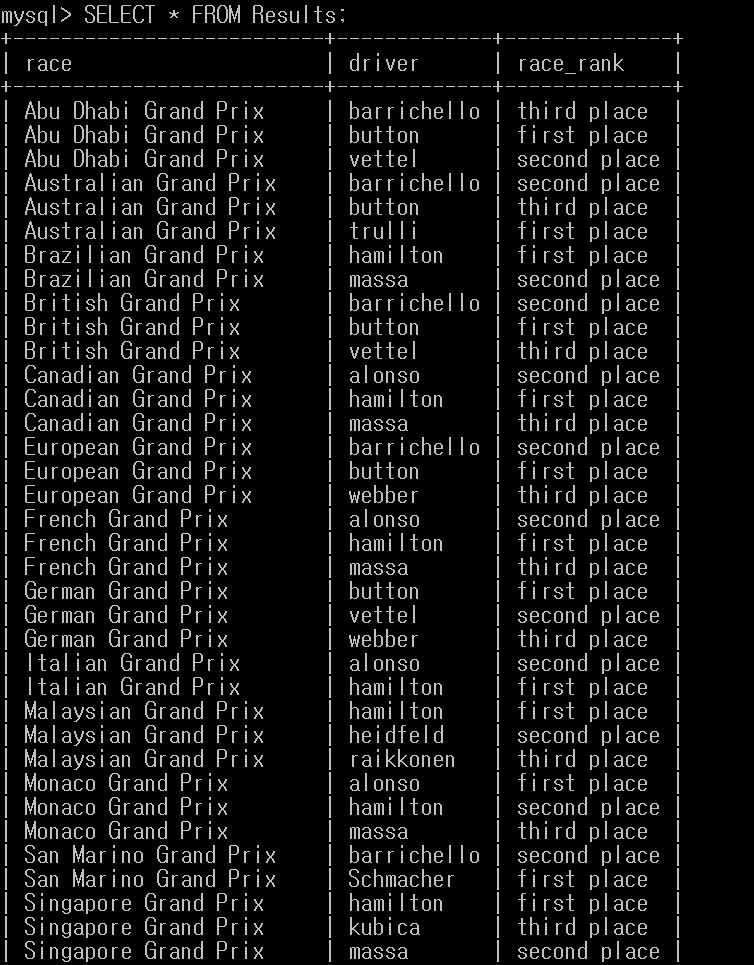 mysql> SELECT * FROM Results;
+---------------------------+--------------+--------------+
| race                      | driver       | race_rank    |
+---------------------------+--------------+--------------+
| Abu Dhabi Grand Prix      | barrichello | third place  |
| Abu Dhabi Grand Prix      | button      | first place  |
| Abu Dhabi Grand Prix      | vettel      | second place |
| Australian Grand Prix     | barrichello | second place |
| Australian Grand Prix     | button      | third place  |
| Australian Grand Prix     | trulli      | first place  |
| Brazilian Grand Prix      | hamilton    | first place  |
| Brazilian Grand Prix      | massa       | second place |
| British Grand Prix        | barrichello | second place |
| British Grand Prix        | button      | first place  |
| British Grand Prix        | vettel      | third place  |
| Canadian Grand Prix       | alonso      | second place |
| Canadian Grand Prix       | hamilton    | first place  |
| Canadian Grand Prix       | massa       | third place  |
| European Grand Prix       | barrichello | second place |
| European Grand Prix       | button      | first place  |
| European Grand Prix       | webber      | third place  |
| French Grand Prix         | alonso      | second place |
| French Grand Prix         | hamilton    | first place  |
| French Grand Prix         | massa       | third place  |
| German Grand Prix         | button      | first place  |
| German Grand Prix         | vettel      | second place |
| German Grand Prix         | webber      | third place  |
| Italian Grand Prix        | alonso      | second place |
| Italian Grand Prix        | hamilton    | first place  |
| Malaysian Grand Prix      | hamilton    | first place  |
| Malaysian Grand Prix      | heidfeld    | second place |
| Malaysian Grand Prix      | raikkonen   | third place  |
| Monaco Grand Prix         | alonso      | first place  |
| Monaco Grand Prix         | hamilton    | second place |
| Monaco Grand Prix         | massa       | third place  |
| San Marino Grand Prix     | barrichello | second place |
| San Marino Grand Prix     | Schmacher   | first place  |
| Singapore Grand Prix      | hamilton    | first place  |
| Singapore Grand Prix      | kubica      | third place  |
| Singapore Grand Prix      | massa       | second place |